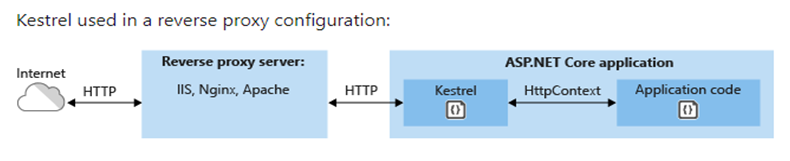 Kestrel used in a reverse proxy configuration:
Internet
HTTP
Reverse proxy server:
IIS, Nginx, Apache
HTTP
ASP.NET Core application
Kestrel
HttpContext
Application code